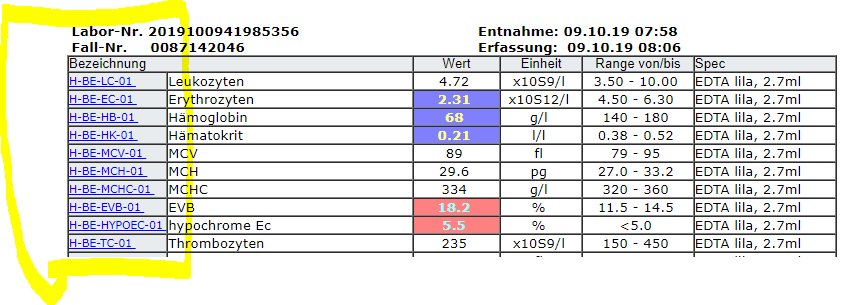 Labor-Nr. 2019100941985356 Entnahme: 09.10.19 07:58
Fall-Nr. 0087142046 Erfassung: 09.10.19 08:06
Bezeichnung Wert Einheit Range von/bis Spec
H-BE-LC-01 Leukozyten 4.72 x10S9/l 3.50 - 10.00 EDTA lila, 2.7ml
H-BE-EC-01 Erythrozyten 2.31 x10S12/l 4.50 - 6.30 EDTA lila, 2.7ml
H-BE-HB-01 Hämoglobin 68 g/l 140 - 180 EDTA lila, 2.7ml
H-BE-HK-01 Hämatokrit 0.21 l/l 0.38 - 0.52 EDTA lila, 2.7ml
H-BE-MCV-01 MCV 89 fl 79 - 95 EDTA lila, 2.7ml
H-BE-MCH-01 MCH 29.6 pg 27.0 - 33.2 EDTA lila, 2.7ml
H-BE-MCHC-01 MCHC 334 g/l 320 - 360 EDTA lila, 2.7ml
H-BE-EVB-01 EVB 18.2 % 11.5 - 14.5 EDTA lila, 2.7ml
H-BE-HYPOEC-01 hypochrome Ec 5.5 % <5.0 EDTA lila, 2.7ml
H-BE-TC-01 Thrombozyten 235 x10S9/l 150 - 450 EDTA lila, 2.7ml